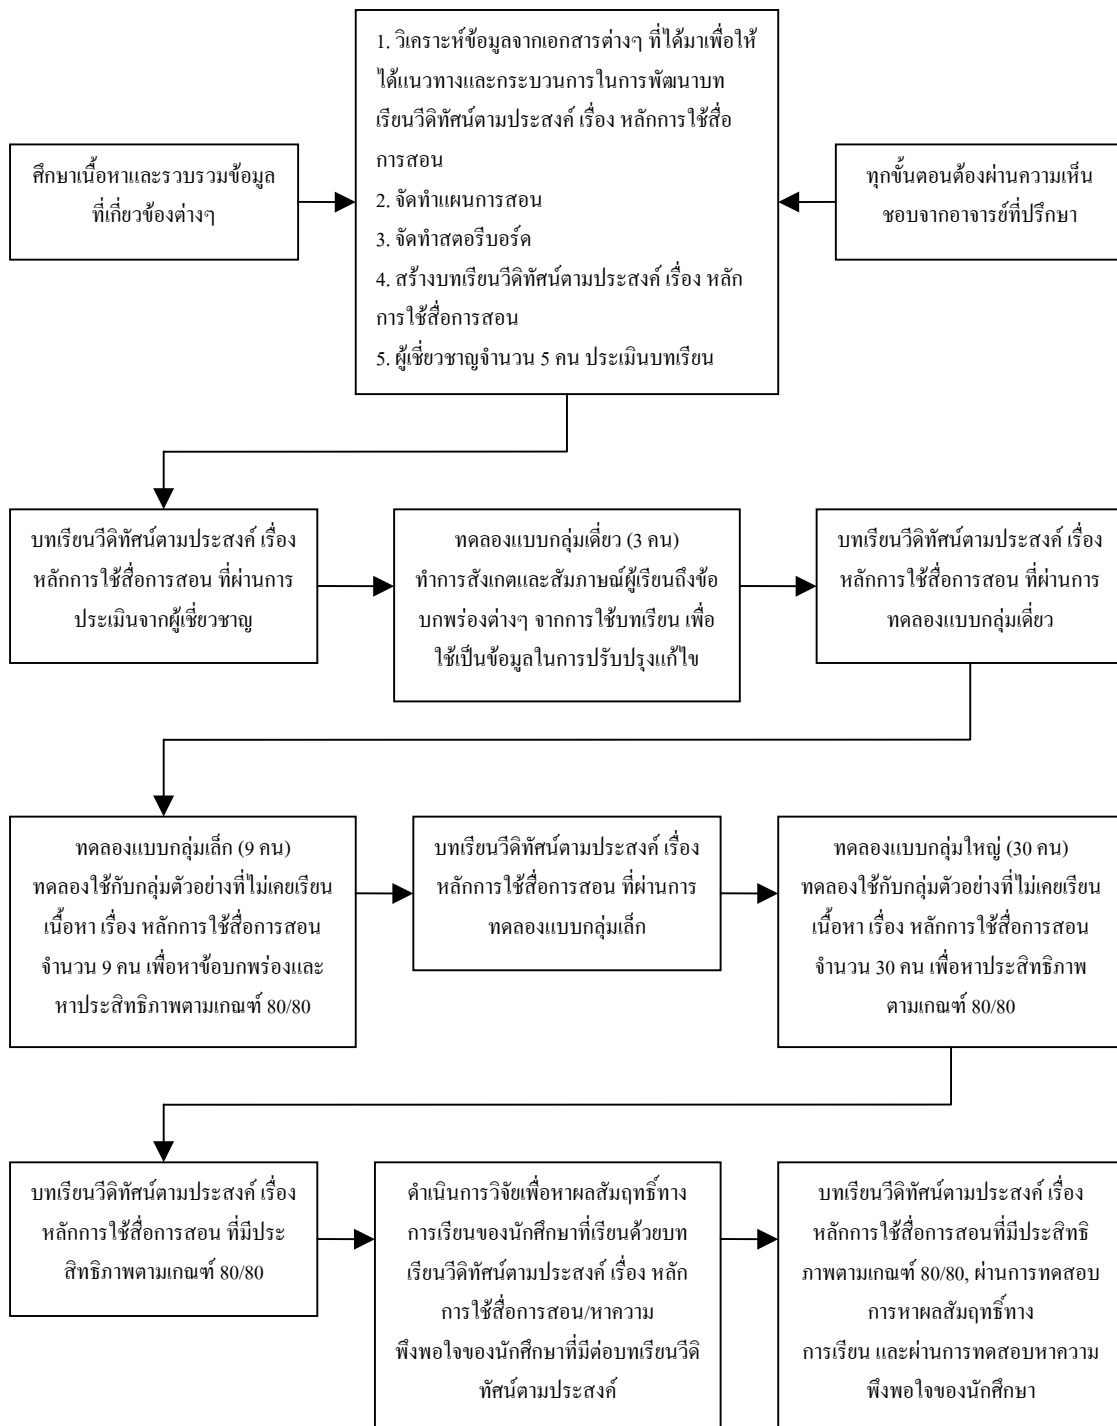 1. วิเคราะห์ข้อมูลจากเอกสารต่างๆ ที่ได้มาเพื่อให้
ได้แนวทางและกระบวนการในการพัฒนาบท
เรียนวีดิทัศน์ตามประสงค์ เรื่อง หลักการใช้สื่อ
การสอน
2. จัดทำแผนการสอน
3. จัดทำสตอรีบอร์ด
4. สร้างบทเรียนวีดิทัศน์ตามประสงค์ เรื่อง หลัก
การใช้สื่อการสอน
5. ผู้เชี่ยวชาญจำนวน 5 คน ประเมินบทเรียน
ศึกษาเนื้อหาและรวบรวมข้อมูล
ที่เกี่ยวข้องต่างๆ
ทุกขั้นตอนต้องผ่านความเห็น
ชอบจากอาจารย์ที่ปรึกษา
บทเรียนวีดิทัศน์ตามประสงค์ เรื่อง
หลักการใช้สื่อการสอน ที่ผ่านการ
ประเมินจากผู้เชี่ยวชาญ
ทดลองแบบกลุ่มเดี่ยว (3 คน)
ทำการสังเกตและสัมภาษณ์ผู้เรียนถึงข้อ
บกพร่องต่างๆ จากการใช้บทเรียน เพื่อ
ใช้เป็นข้อมูลในการปรับปรุงแก้ไข
บทเรียนวีดิทัศน์ตามประสงค์ เรื่อง
หลักการใช้สื่อการสอน ที่ผ่านการ
ทดลองแบบกลุ่มเดี่ยว
ทดลองแบบกลุ่มเล็ก (9 คน)
ทดลองใช้กับกลุ่มตัวอย่างที่ไม่เคยเรียน
เนื้อหา เรื่อง หลักการใช้สื่อการสอน
จำนวน 9 คน เพื่อหาข้อบกพร่องและ
หาประสิทธิภาพตามเกณฑ์ 80/80
บทเรียนวีดิทัศน์ตามประสงค์ เรื่อง
หลักการใช้สื่อการสอน ที่ผ่านการ
ทดลองแบบกลุ่มเล็ก
ทดลองแบบกลุ่มใหญ่ (30 คน)
ทดลองใช้กับกลุ่มตัวอย่างที่ไม่เคยเรียน
เนื้อหา เรื่อง หลักการใช้สื่อการสอน
จำนวน 30 คน เพื่อหาประสิทธิภาพ
ตามเกณฑ์ 80/80
บทเรียนวีดิทัศน์ตามประสงค์ เรื่อง
หลักการใช้สื่อการสอน ที่มีประ
สิทธิภาพตามเกณฑ์ 80/80
ดำเนินการวิจัยเพื่อหาผลสัมฤทธิ์ทาง
การเรียนของนักศึกษาที่เรียนด้วยบท
เรียนวีดิทัศน์ตามประสงค์ เรื่อง หลัก
การใช้สื่อการสอน/หาความ
พึงพอใจของนักศึกษาที่มีต่อบทเรียนวีดิ
ทัศน์ตามประสงค์
บทเรียนวีดิทัศน์ตามประสงค์ เรื่อง
หลักการใช้สื่อการสอนที่มีประสิทธิ
ภาพตามเกณฑ์ 80/80, ผ่านการทดสอบ
การหาผลสัมฤทธิ์ทาง
การเรียน และผ่านการทดสอบหาความ
พึงพอใจของนักศึกษา